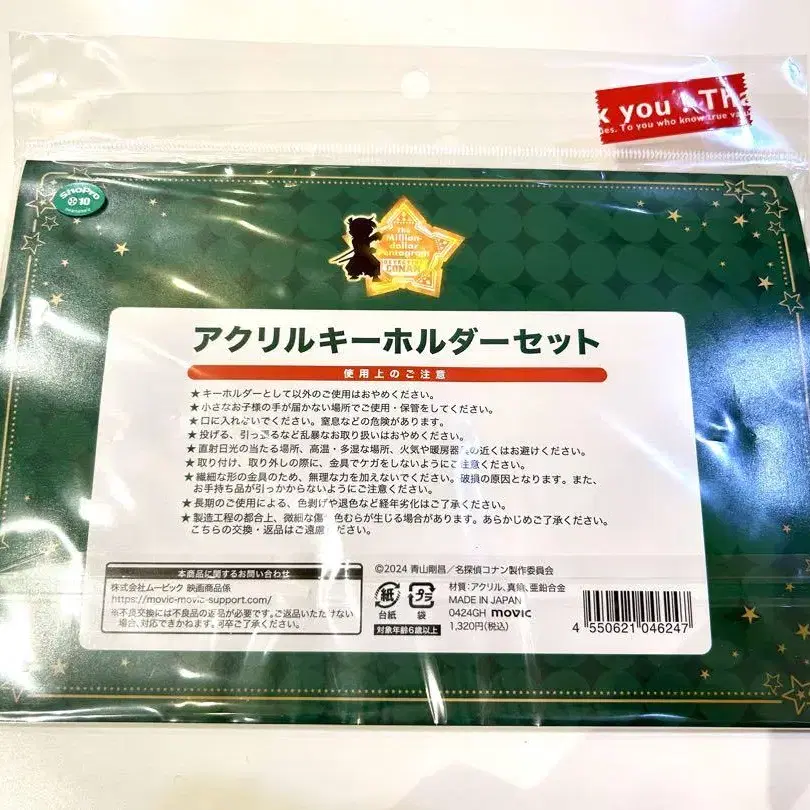 k you ! Tha
les. To you who know true va
ShoPro
10
The
Million-
dollar
Pentagram
CONAN
アクリルキーホルダーセット
使用上のご注意
★キーホルダーとして以外のご使用はおやめください。
★小さなお子様の手が届かない場所でご使用・保管をしてください。
★口に入れないでください。窒息などの危険があります。
★投げる、引っ張るなど乱暴なお取り扱いはおやめください。
★直射日光の当たる場所、高温・多湿な場所、火気や暖房器具の近くはお避けください。
★取り付け、取り外しの際に、金具でケガをしないようにご注意ください。
★繊細な形の金具のため、無理な力を加えないでください。破損の原因となります。また、
お手持ち品が引っかからないようにご注意ください。
★長期のご使用による、色剥げや退色など経年劣化はご了承ください。
★製造工程の都合上、微細な傷や色むらが生じる場合があります。あらかじめご了承ください。
こちらの交換・返品はご遠慮ください。
本商品に関するお問い合わせ
株式会社ムービック 映画商品係
https://movic-movic-support.com/
※不良交換には不良品の返品が必要です。ご返品いただけない
場合、対応できかねます。何卒ご了承ください。
©2024 青山剛昌／名探偵コナン製作委員会
紙
台紙
プラ
袋
対象年齢6歳以上
材質：アクリル、真鍮、亜鉛合金
MADE IN JAPAN
0424GH movic
1,320円(税込)
4 550621 046247